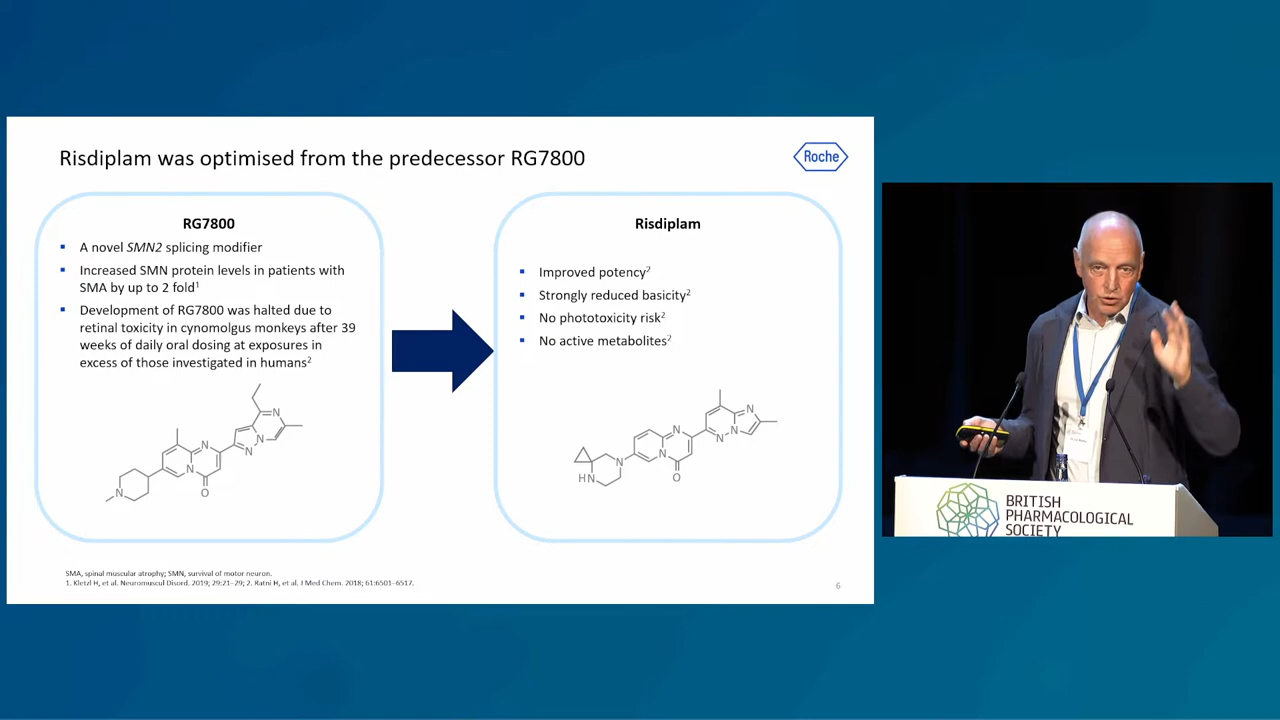 Risdiplam was optimised from the predecessor RG7800
Roche
RG7800
▪ A novel SMN2 splicing modifier
▪ Increased SMN protein levels in patients with
SMA by up to 2 fold¹
▪ Development of RG7800 was halted due to
retinal toxicity in cynomolgus monkeys after 39
weeks of daily oral dosing at exposures in
excess of those investigated in humans²
N
N
N
N
N
N
O
Risdiplam
▪ Improved potency²
▪ Strongly reduced basicity²
▪ No phototoxicity risk²
▪ No active metabolites²
N
N
N
N
N
N
HN
O
SMA, spinal muscular atrophy; SMN, survival of motor neuron.
1. Kletzl H, et al. Neuromuscul Disord. 2019; 29:21–29; 2. Ratni H, et al. J Med Chem. 2018; 61:6501–6517.
6
BRITISH
PHARMACOLOGICAL
SOCIETY